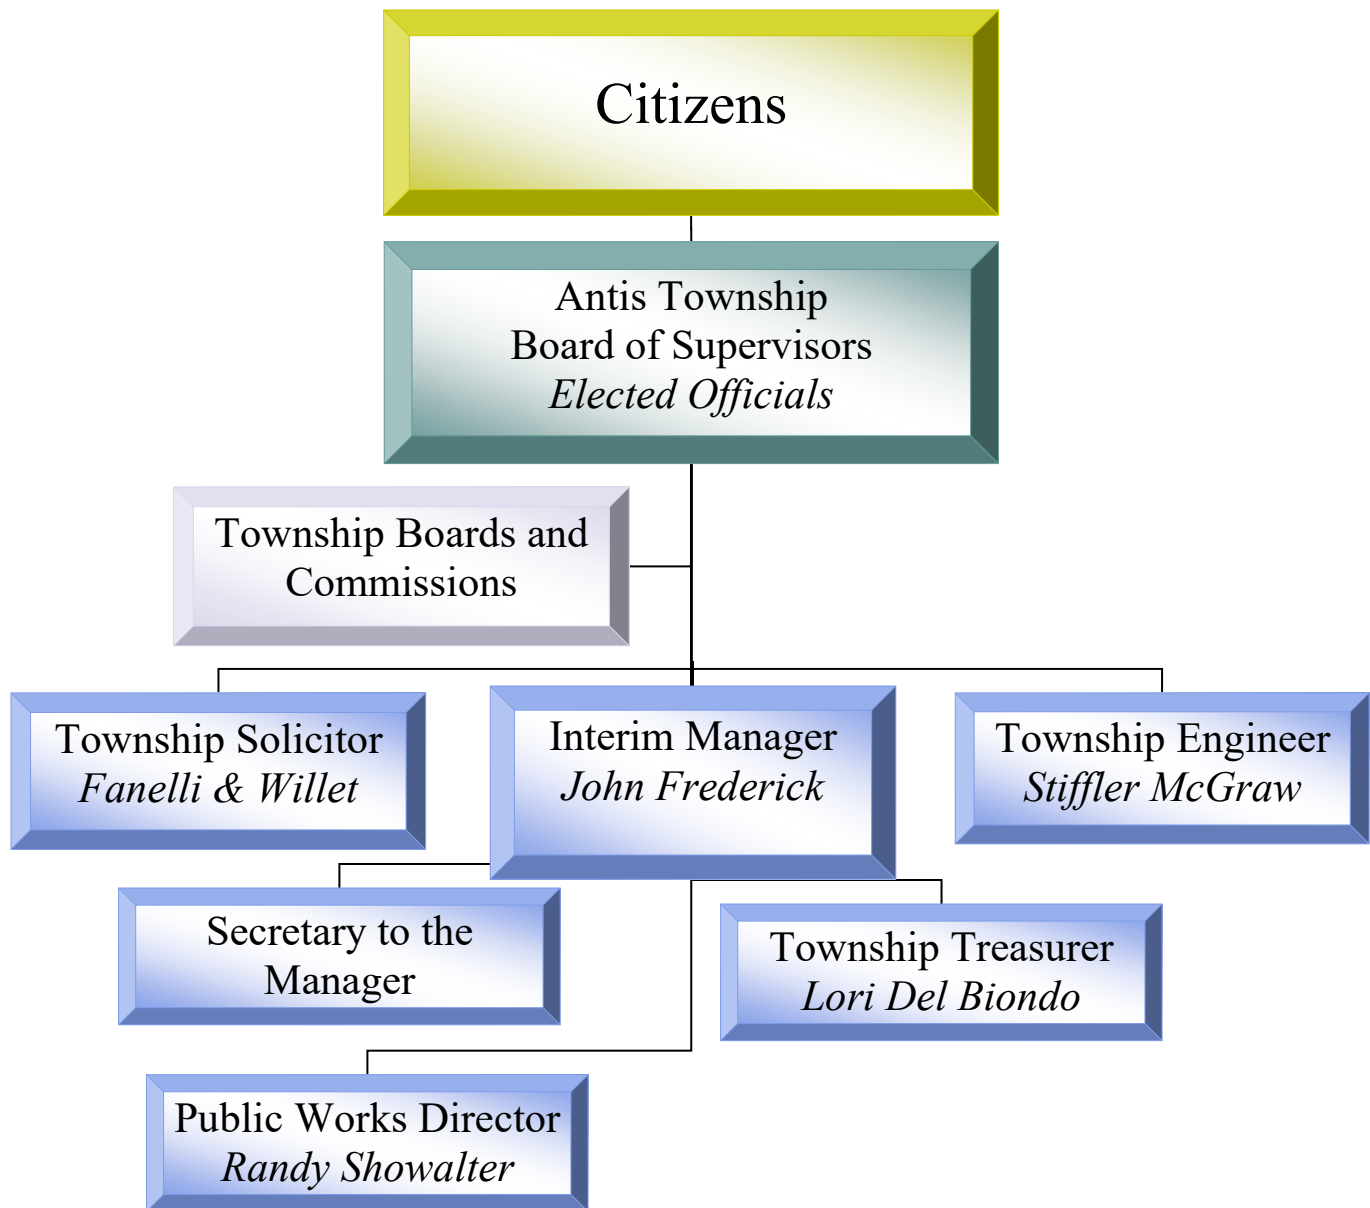 Citizens
Antis Township
Board of Supervisors
Elected Officials
Township Boards and
Commissions
Township Solicitor
Fanelli & Willet
Interim Manager
John Frederick
Township Engineer
Stiffler McGraw
Secretary to the
Manager
Township Treasurer
Lori Del Biondo
Public Works Director
Randy Showalter